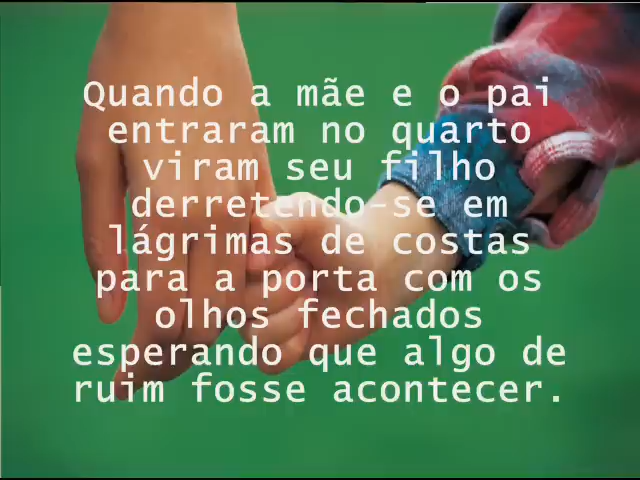 Quando a mãe e o pai
entraram no quarto
viram seu filho
derretendo-se em
lágrimas de costas
para a porta com os
olhos fechados
esperando que algo de
ruim fosse acontecer.